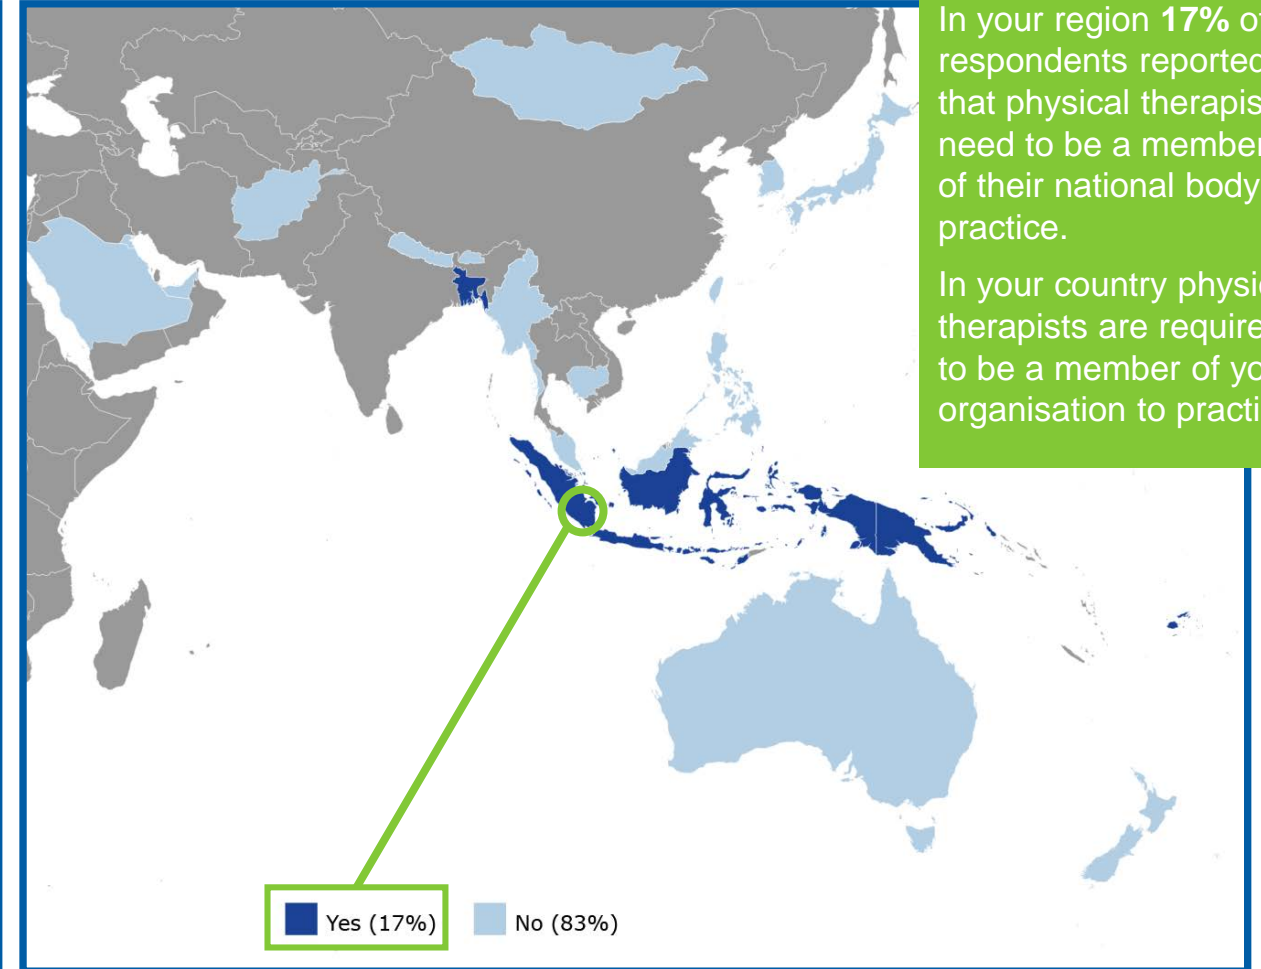 In your region 17% of
respondents reported
that physical therapis
need to be a member
of their national body
practice.
In your country physi
therapists are require
to be a member of yo
organisation to practi
Yes (17%)
No (83%)